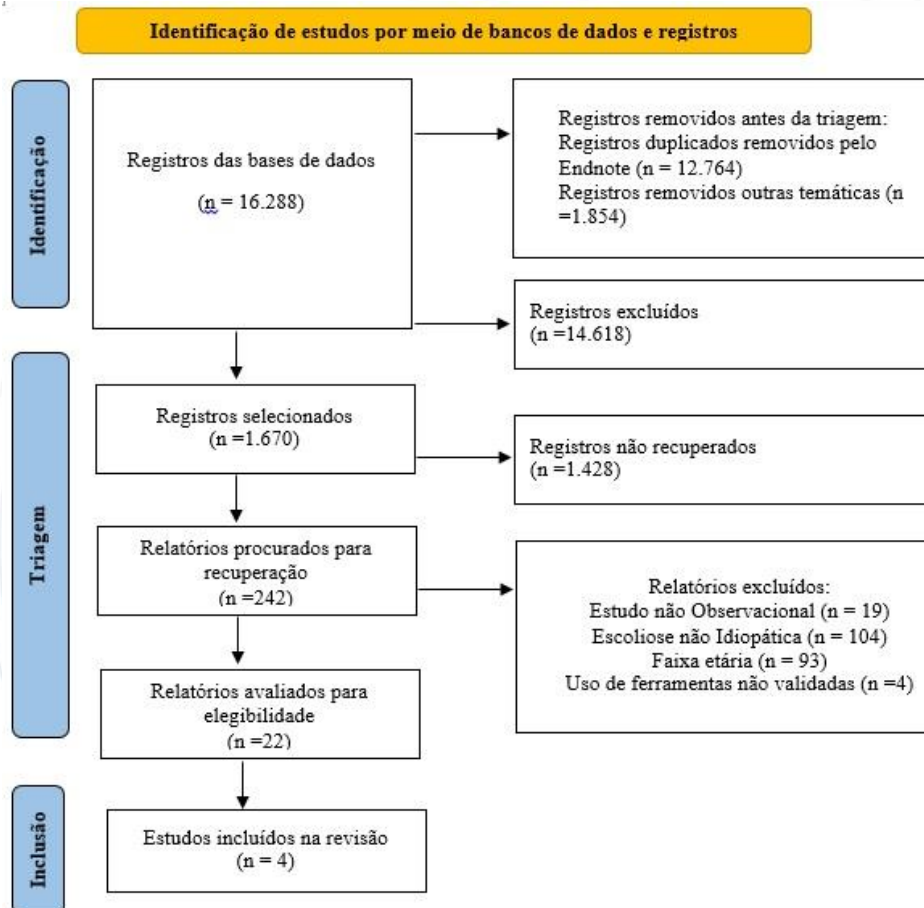 Identificação de estudos por meio de bancos de dados e registros
Identificação
Registros das bases de dados
(n = 16.288)
Registros removidos antes da triagem:
Registros duplicados removidos pelo
Endnote (n = 12.764)
Registros removidos outras temáticas (n
=1.854)
Registros excluídos
(n =14.618)
Triagem
Registros selecionados
(n =1.670)
Registros não recuperados
(n =1.428)
Relatórios procurados para
recuperação
(n =242)
Relatórios excluídos:
Estudo não Observacional (n = 19)
Escoliose não Idiopática (n = 104)
Faixa etária (n = 93)
Uso de ferramentas não validadas (n =4)
Relatórios avaliados para
elegibilidade
(n =22)
Inclusão
Estudos incluídos na revisão
(n = 4)